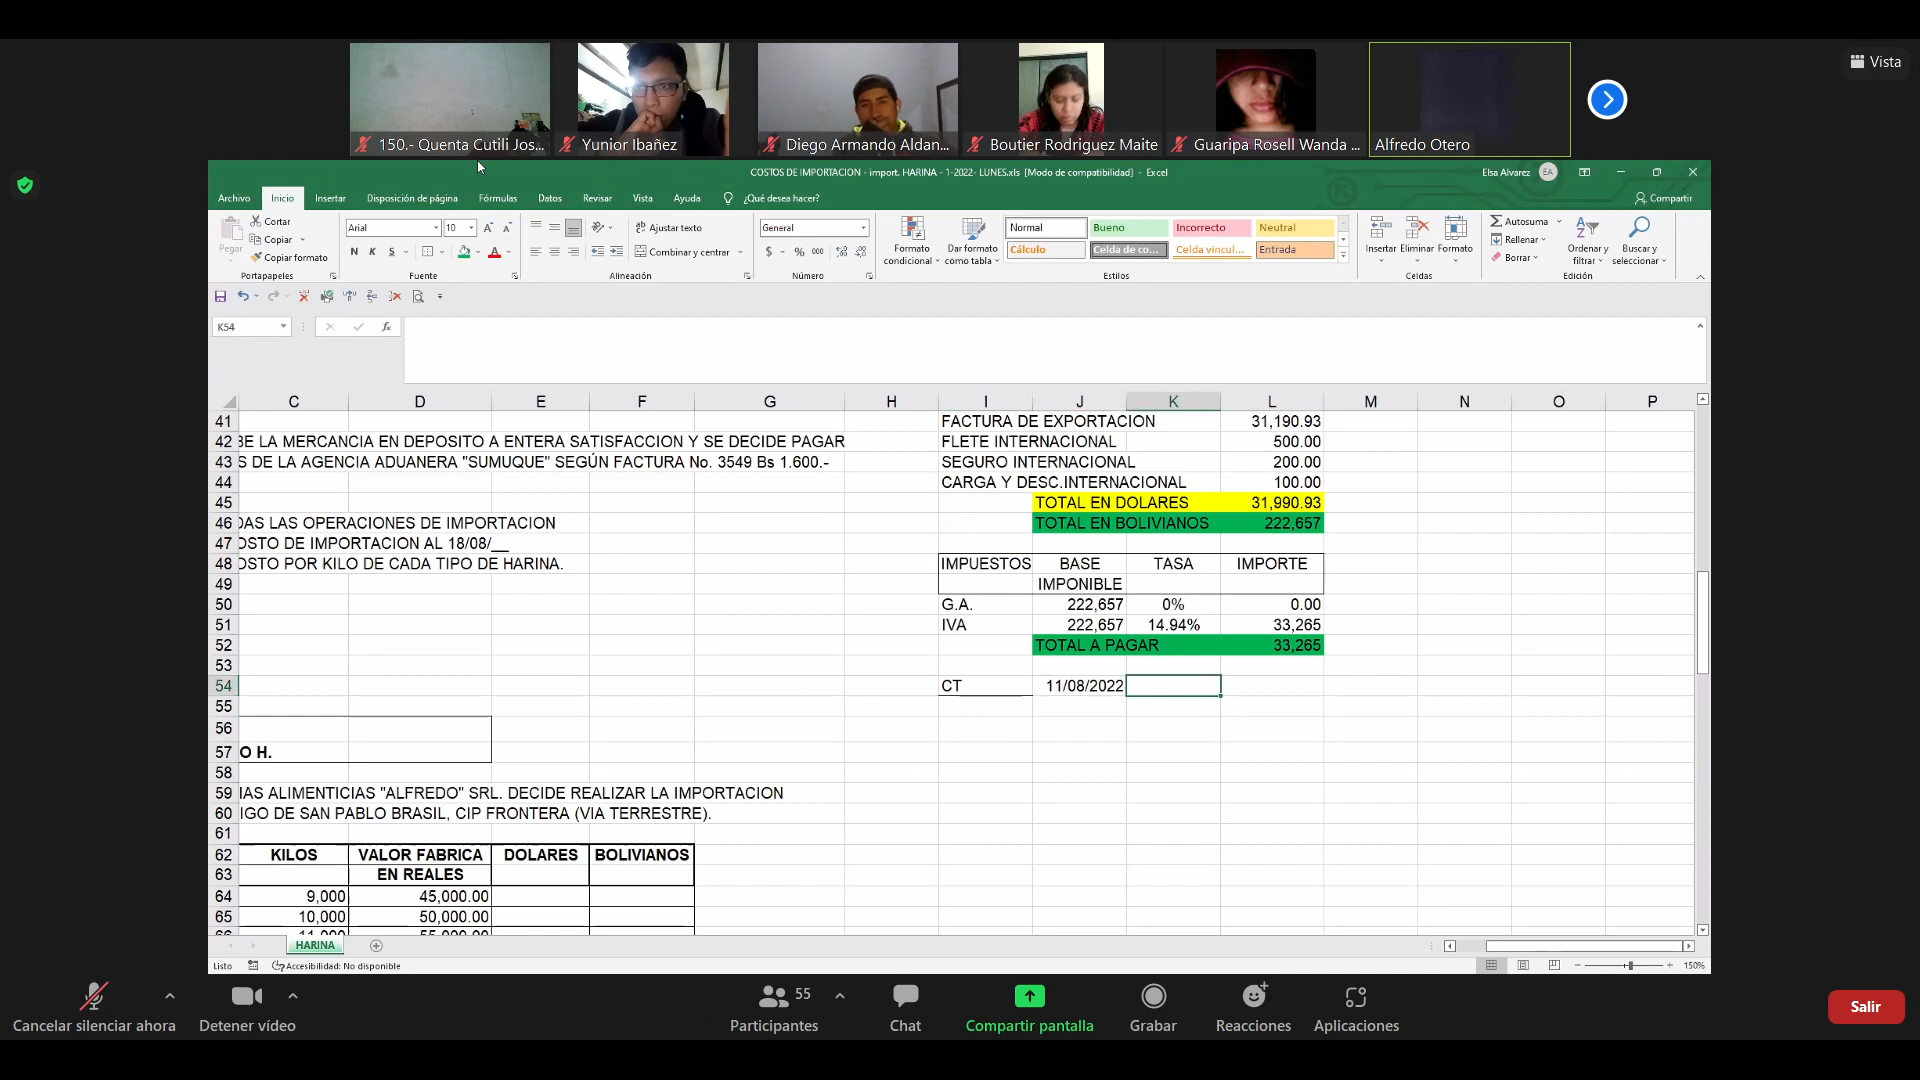 Vista
150.- Quenta Cutili Jos...
Yunior Ibañez
Diego Armando Aldan...
Boutier Rodriguez Maite
Guaripa Rosell Wanda ...
Alfredo Otero
COSTOS DE IMPORTACION - import. HARINA - 1-2022- LUNES.xls [Modo de compatibilidad] - Excel
Elsa Alvarez EA
Archivo Inicio Insertar Disposición de página Fórmulas Datos Revisar Vista Ayuda ¿Qué desea hacer? Compartir
Pegar
Cortar
Copiar
Copiar formato
Portapapeles
Arial 10
N K S
Fuente
Ajustar texto
Combinar y centrar
Alineación
General
$ % 000
Número
Formato condicional
Dar formato como tabla
Normal Bueno Incorrecto Neutral
Cálculo Celda de co... Celda vincul... Entrada
Estilos
Insertar Eliminar Formato
Celdas
Autosuma
Rellenar
Borrar
Ordenar y filtrar
Buscar y seleccionar
Edición
K54
fx
C D E F G H I J K L M N O P
41 FACTURA DE EXPORTACION 31,190.93
42 BE LA MERCANCIA EN DEPOSITO A ENTERA SATISFACCION Y SE DECIDE PAGAR FLETE INTERNACIONAL 500.00
43 S DE LA AGENCIA ADUANERA "SUMUQUE" SEGÚN FACTURA No. 3549 Bs 1.600.- SEGURO INTERNACIONAL 200.00
44 CARGA Y DESC.INTERNACIONAL 100.00
45 TOTAL EN DOLARES 31,990.93
46 DAS LAS OPERACIONES DE IMPORTACION TOTAL EN BOLIVIANOS 222,657
47 OSTO DE IMPORTACION AL 18/08/__
48 OSTO POR KILO DE CADA TIPO DE HARINA. IMPUESTOS BASE TASA IMPORTE
49 IMPONIBLE
50 G.A. 222,657 0% 0.00
51 IVA 222,657 14.94% 33,265
52 TOTAL A PAGAR 33,265
53
54 CT 11/08/2022
55
56
57 O H.
58
59 IAS ALIMENTICIAS "ALFREDO" SRL. DECIDE REALIZAR LA IMPORTACION
60 IGO DE SAN PABLO BRASIL, CIP FRONTERA (VIA TERRESTRE).
61
62 KILOS VALOR FABRICA DOLARES BOLIVIANOS
63 EN REALES
64 9,000 45,000.00
65 10,000 50,000.00
66 11,000 55,000.00
HARINA
Listo Accesibilidad: No disponible 150%
Cancelar silenciar ahora
Detener vídeo
55
Participantes
Chat
Compartir pantalla
Grabar
Reacciones
Aplicaciones
Salir